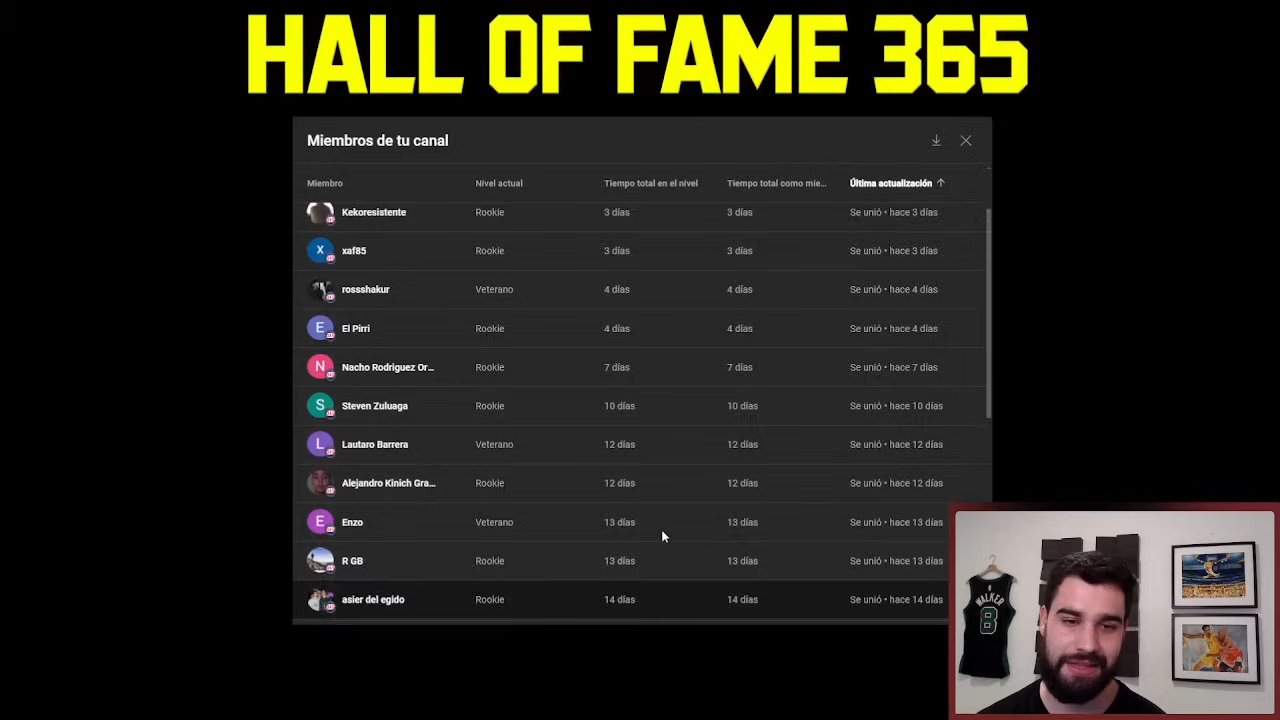 HALL OF FAME 365
Miembros de tu canal
Miembro Nivel actual Tiempo total en el nivel Tiempo total como mie... Última actualización
Kekoresistente Rookie 3 días 3 días Se unió • hace 3 días
X xaf85 Rookie 3 días 3 días Se unió • hace 3 días
rossshakur Veterano 4 días 4 días Se unió • hace 4 días
E El Pirri Rookie 4 días 4 días Se unió • hace 4 días
N Nacho Rodriguez Or... Rookie 7 días 7 días Se unió • hace 7 días
S Steven Zuluaga Rookie 10 días 10 días Se unió • hace 10 días
L Lautaro Barrera Veterano 12 días 12 días Se unió • hace 12 días
Alejandro Kinich Gra... Rookie 12 días 12 días Se unió • hace 12 días
E Enzo Veterano 13 días 13 días Se unió • hace 13 días
R GB Rookie 13 días 13 días Se unió • hace 13 días
asier del egido Rookie 14 días 14 días Se unió • hace 14 días
WALKER
8